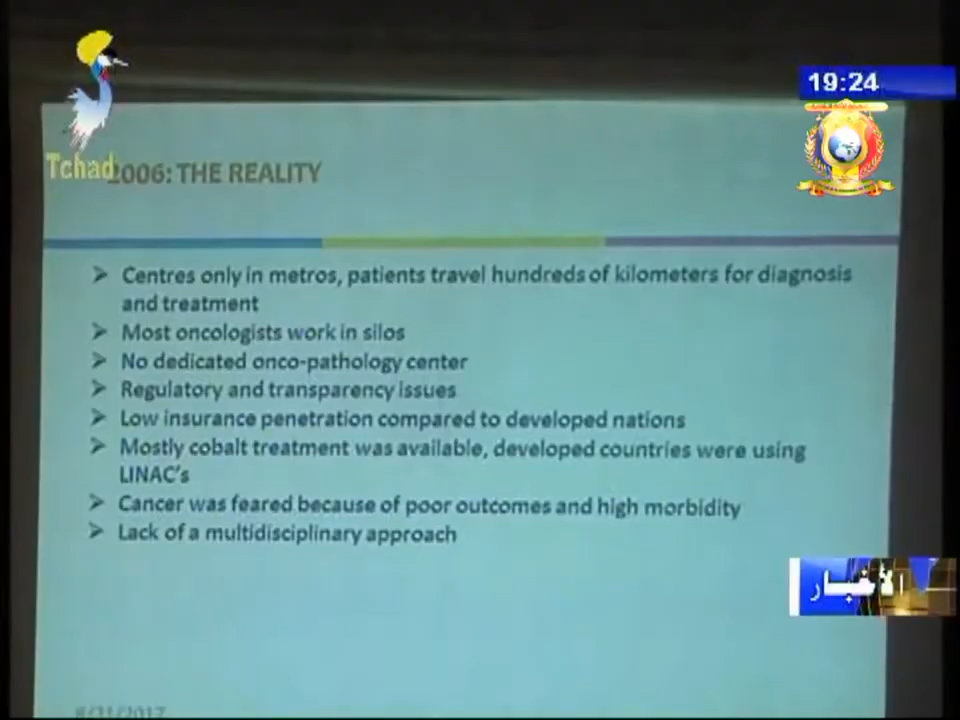 19:24
Tchad
2006: THE REALITY
Centres only in metros, patients travel hundreds of kilometers for diagnosis
and treatment
Most oncologists work in silos
No dedicated onco-pathology center
Regulatory and transparency issues
Low insurance penetration compared to developed nations
Mostly cobalt treatment was available, developed countries were using
LINAC's
Cancer was feared because of poor outcomes and high morbidity
Lack of a multidisciplinary approach
الأخبار
8/21/2017